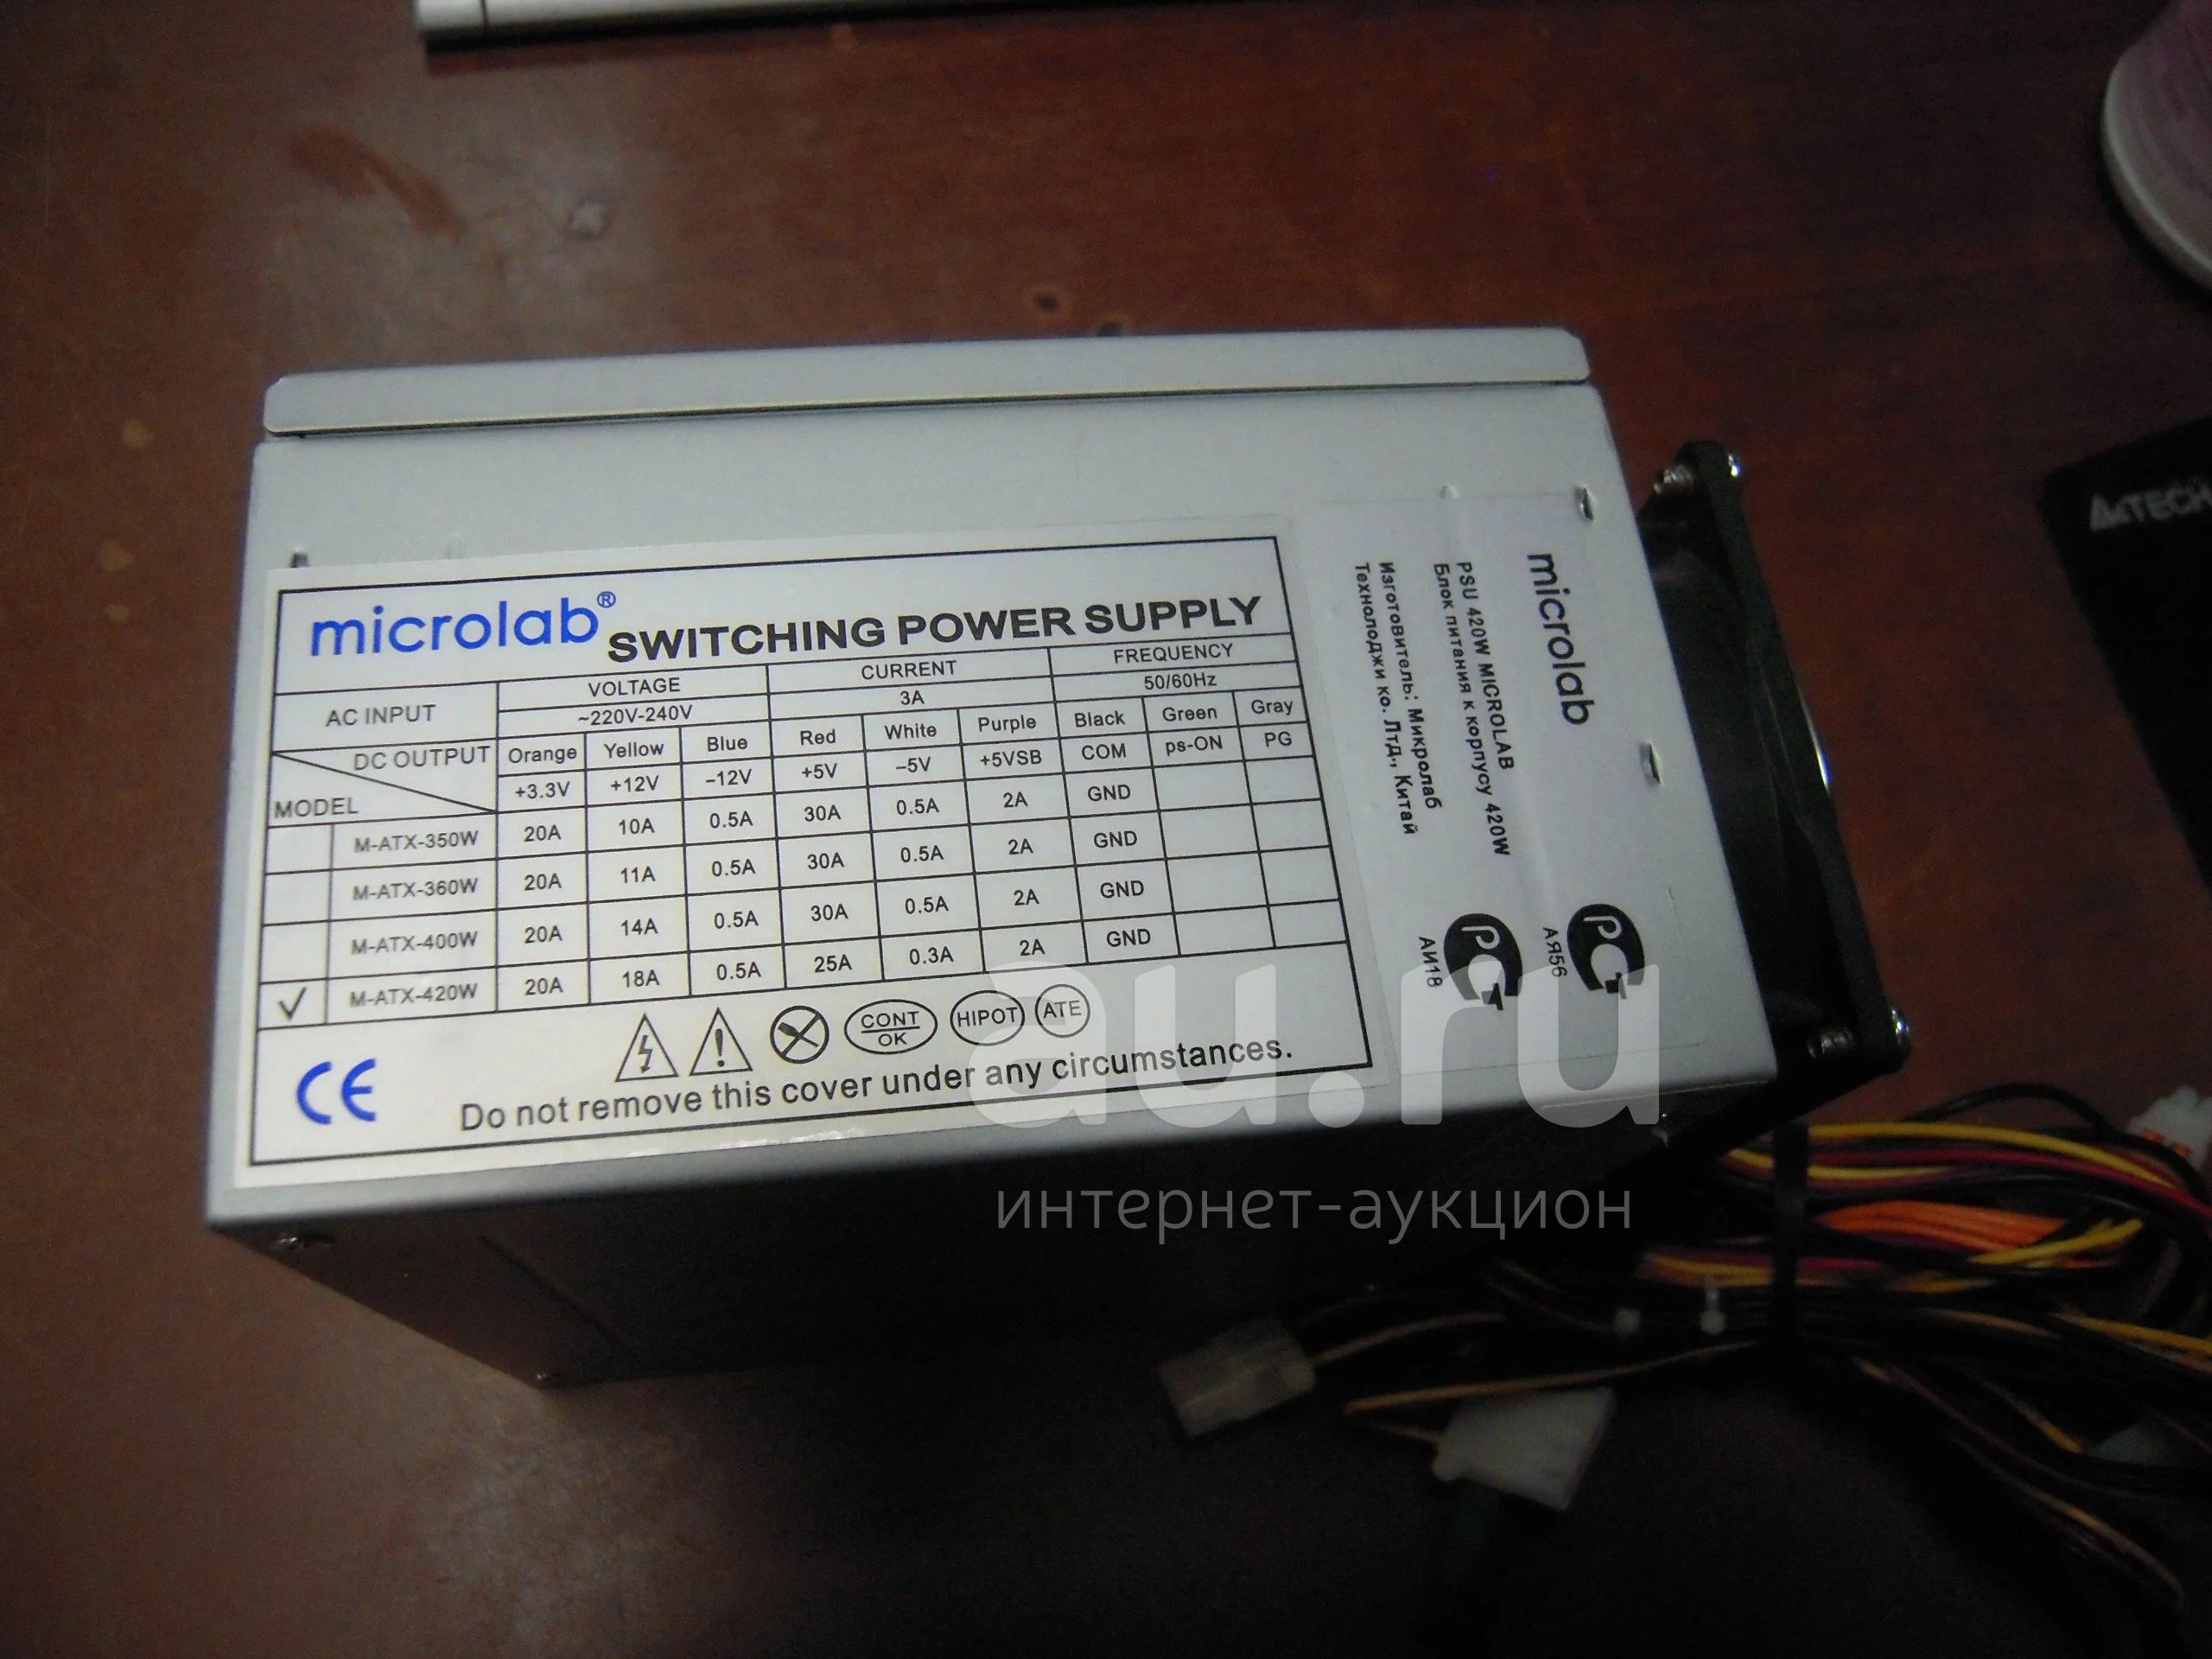 microlab® SWITCHING POWER SUPPLY
AC INPUT VOLTAGE CURRENT FREQUENCY
~220V-240V 3A 50/60Hz
DC OUTPUT Orange Yellow Blue Red White Purple Black Green Gray
MODEL +3.3V +12V –12V +5V –5V +5VSB COM ps-ON PG
M-ATX-350W 20A 10A 0.5A 30A 0.5A 2A GND
M-ATX-360W 20A 11A 0.5A 30A 0.5A 2A GND
M-ATX-400W 20A 14A 0.5A 30A 0.5A 2A GND
✓ M-ATX-420W 20A 18A 0.5A 25A 0.3A 2A GND
CE CONT OK HIPOT ATE
Do not remove this cover under any circumstances.
microlab
PSU 420W MICROLAB
Блок питания к корпусу 420W
Изготовитель: Микролаб
Технолоджи ко. Лтд., Китай
АЯ56
АИ18
A4TECH
au.ru
интернет-аукцион